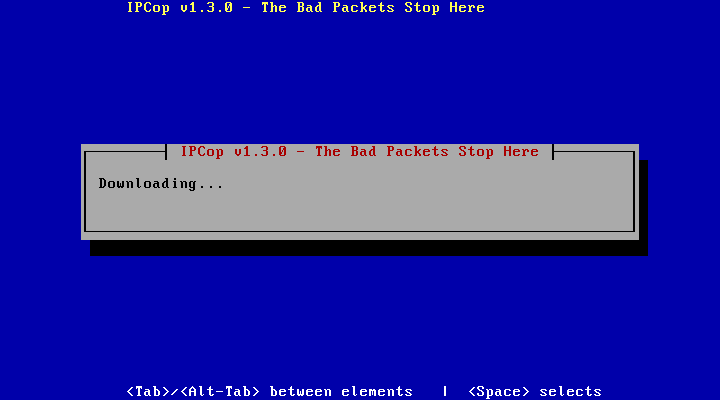 IPCop v1.3.0 - The Bad Packets Stop Here
IPCop v1.3.0 - The Bad Packets Stop Here
Downloading...
<Tab>/<Alt-Tab> between elements | <Space> selects